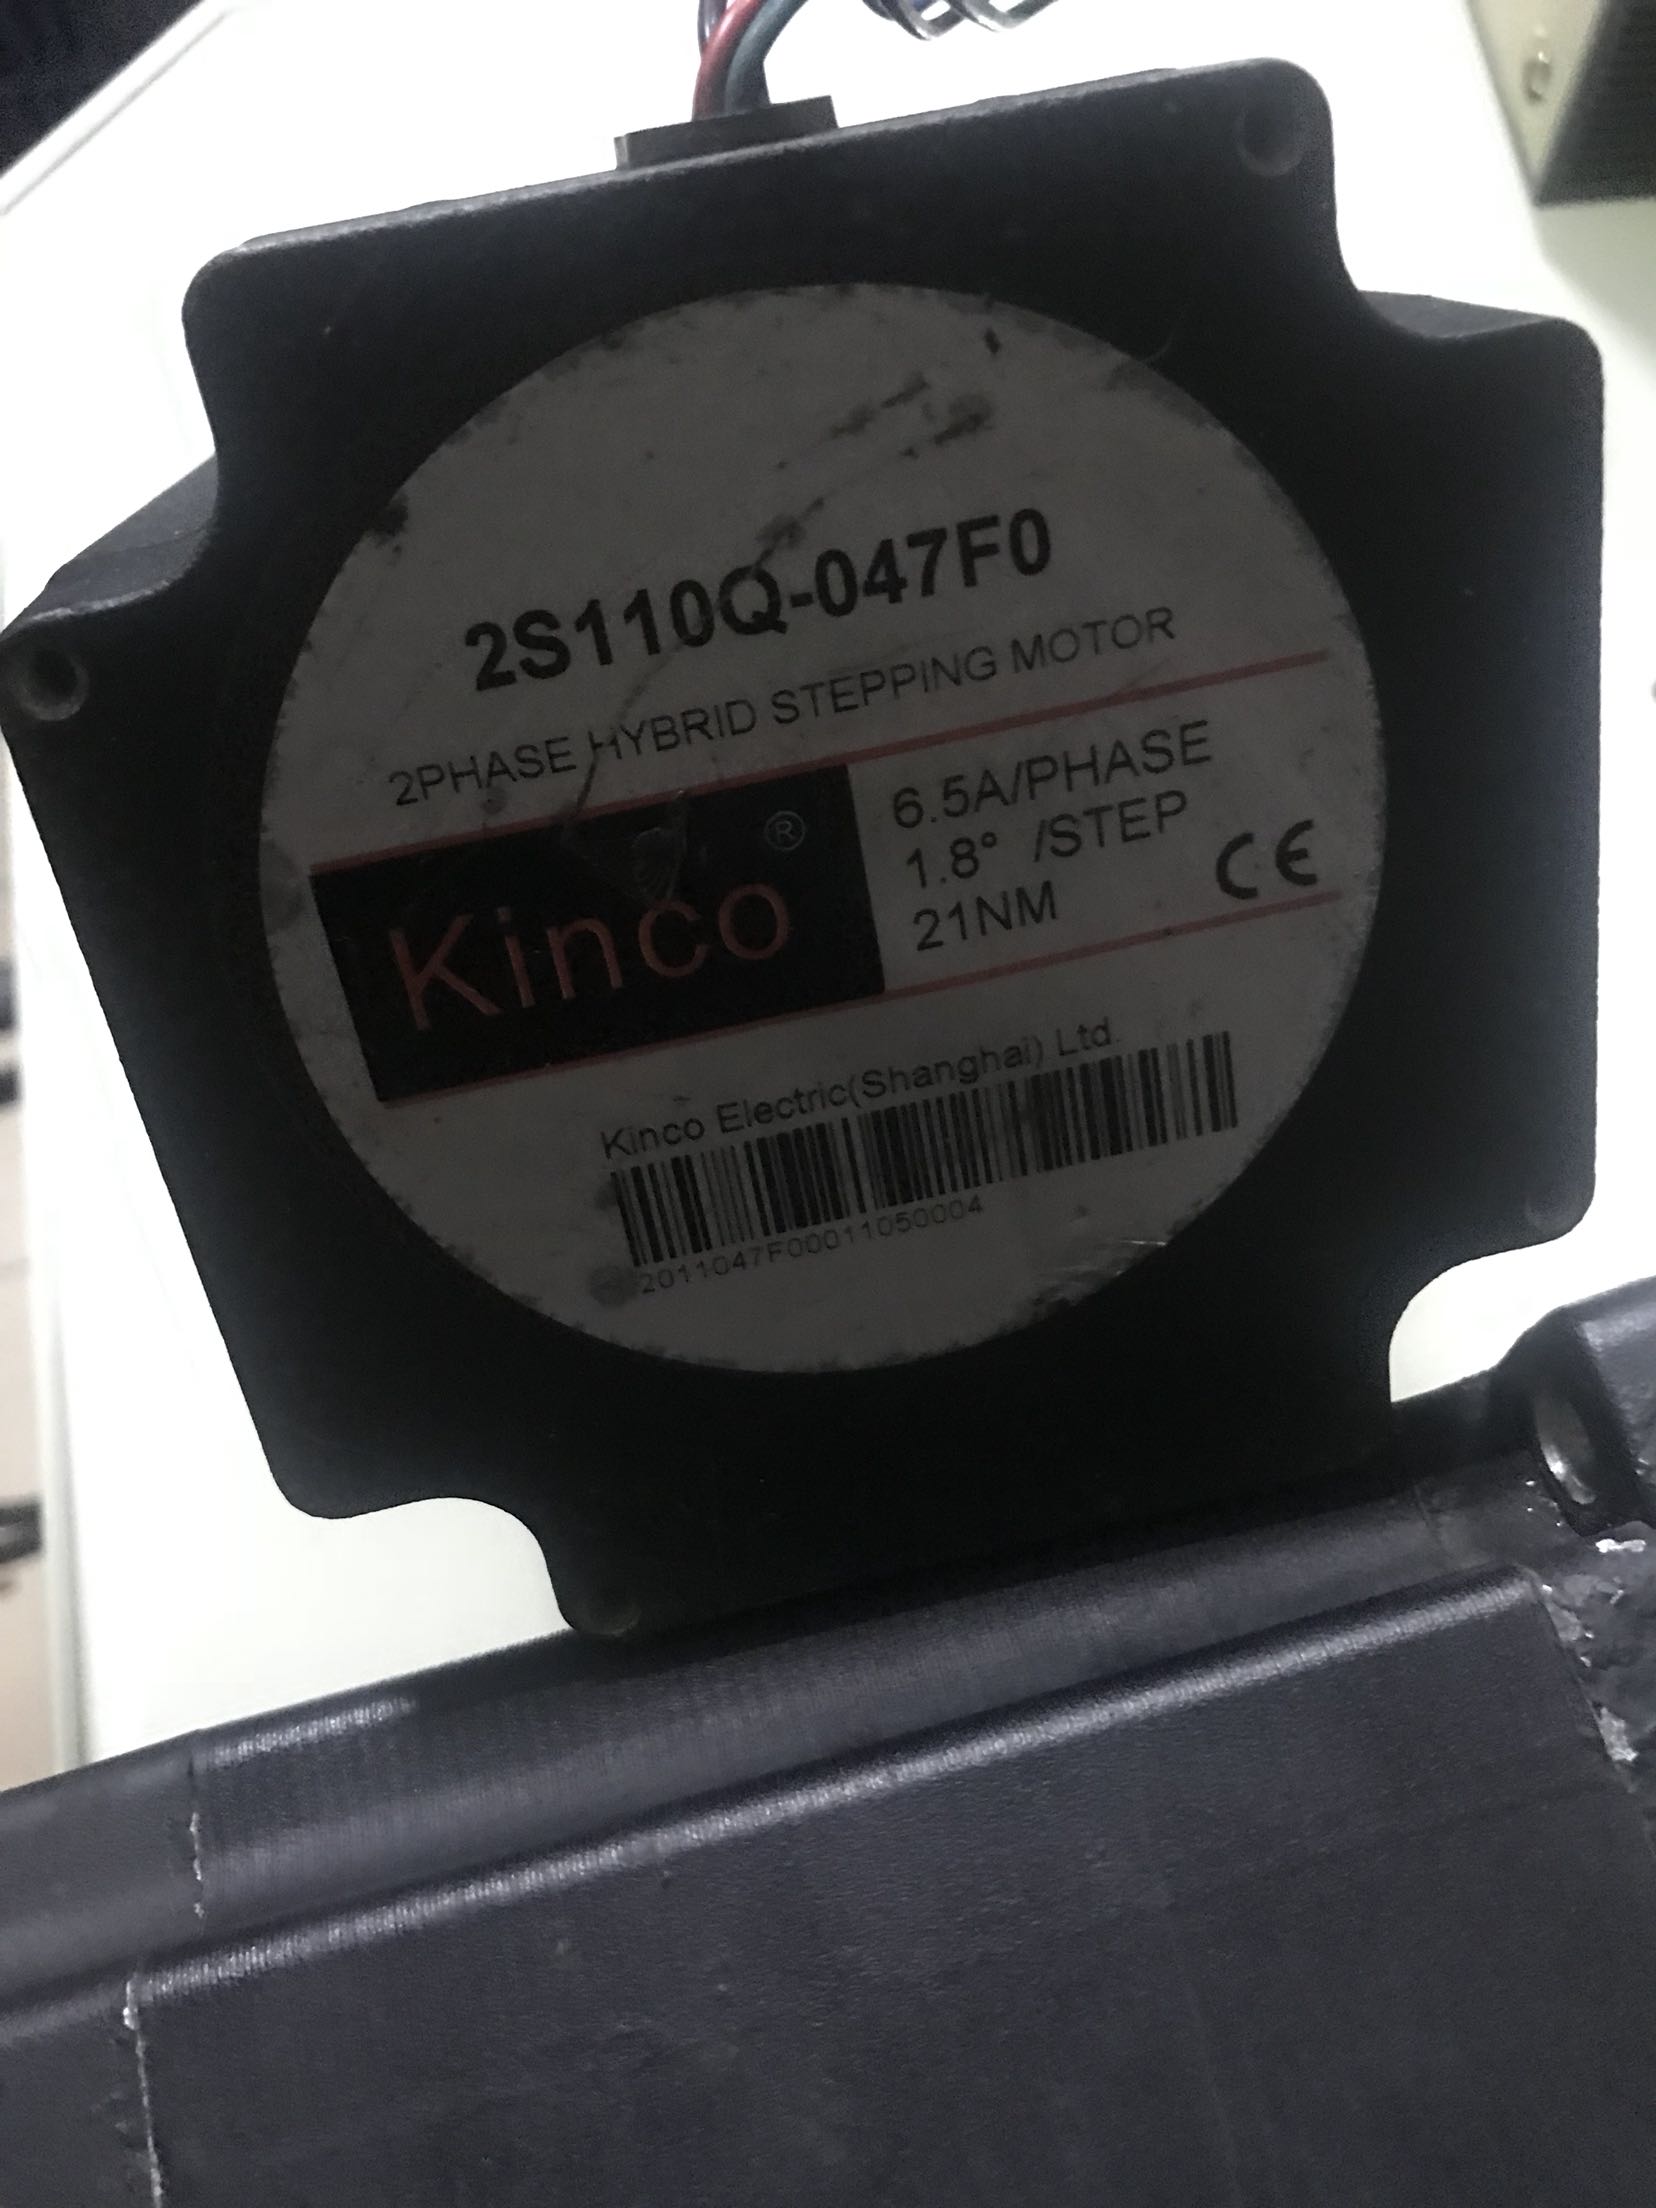 2S110Q-047F0
2PHASE HYBRID STEPPING MOTOR
Kinco ®
6.5A/PHASE
1.8° /STEP
21NM
CE
Kinco Electric(Shanghai) Ltd.
2011047F00011050004